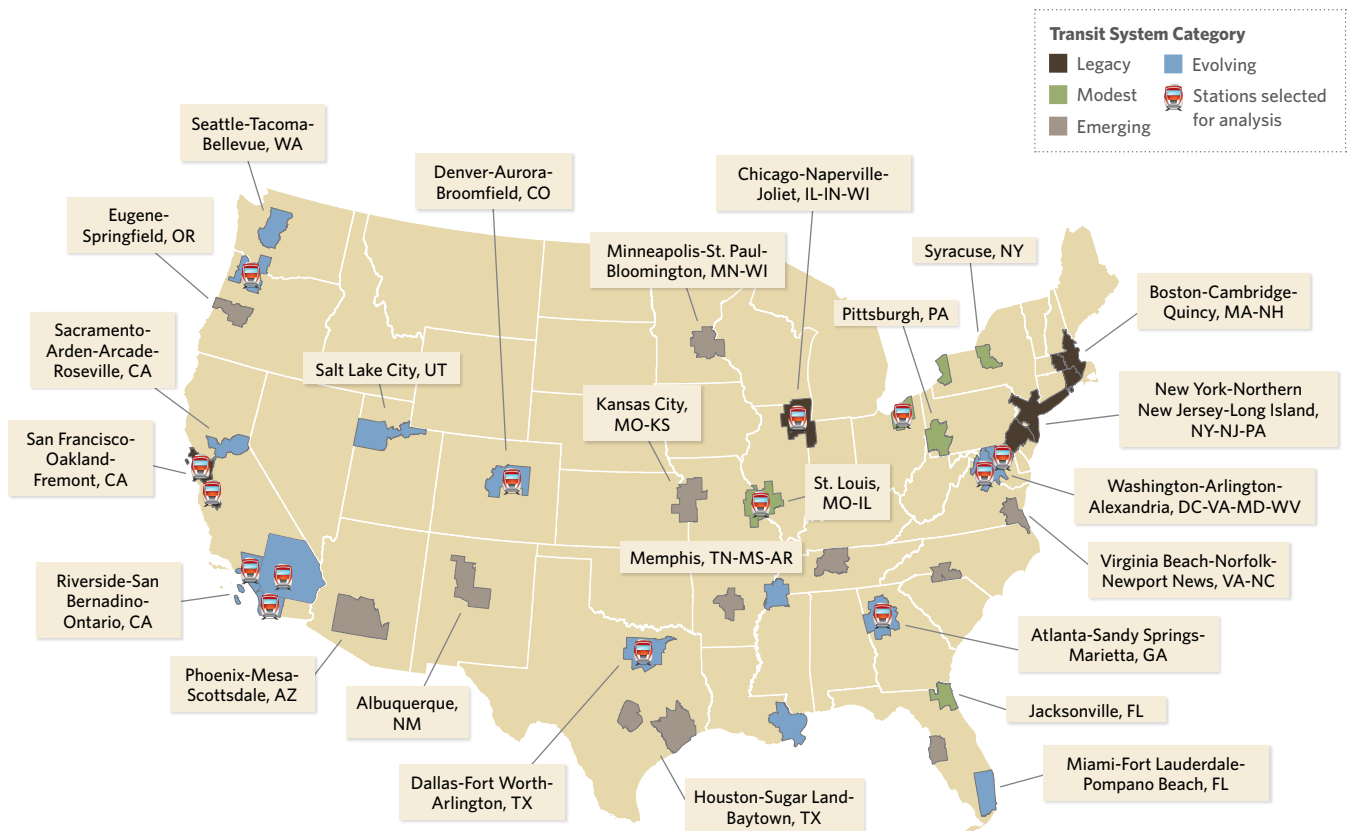 Transit System Category
Legacy
Evolving
Modest
Stations selected
for analysis
Emerging
Seattle-Tacoma-
Bellevue, WA
Denver-Aurora-
Broomfield, CO
Chicago-Naperville-
Joliet, IL-IN-WI
Eugene-
Springfield, OR
Minneapolis-St. Paul-
Bloomington, MN-WI
Syracuse, NY
Boston-Cambridge-
Quincy, MA-NH
Pittsburgh, PA
Sacramento-
Arden-Arcade-
Roseville, CA
Salt Lake City, UT
Kansas City,
MO-KS
New York-Northern
New Jersey-Long Island,
NY-NJ-PA
San Francisco-
Oakland-
Fremont, CA
St. Louis,
MO-IL
Washington-Arlington-
Alexandria, DC-VA-MD-WV
Memphis, TN-MS-AR
Virginia Beach-Norfolk-
Newport News, VA-NC
Riverside-San
Bernadino-
Ontario, CA
Atlanta-Sandy Springs-
Marietta, GA
Phoenix-Mesa-
Scottsdale, AZ
Albuquerque,
NM
Jacksonville, FL
Dallas-Fort Worth-
Arlington, TX
Houston-Sugar Land-
Baytown, TX
Miami-Fort Lauderdale-
Pompano Beach, FL